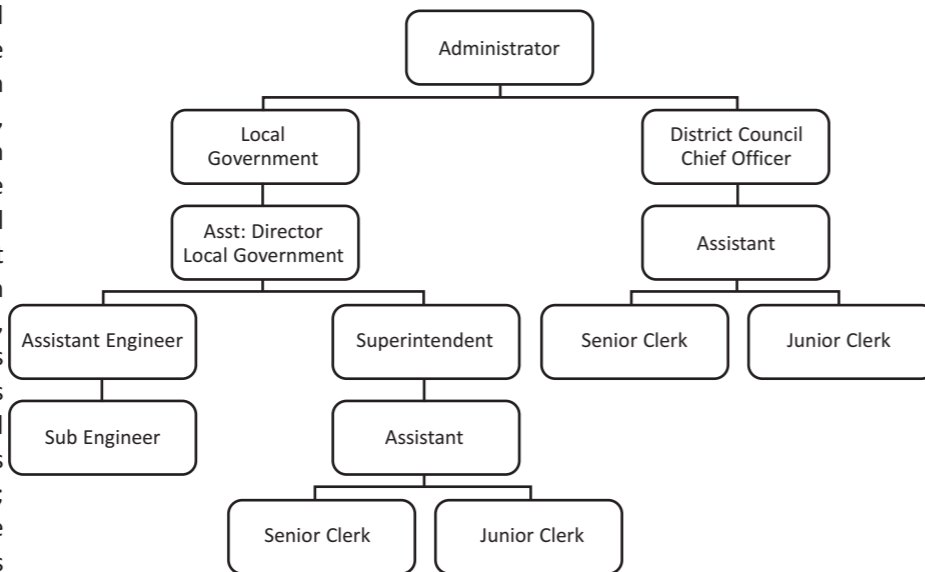 Administrator
Local
Government
District Council
Chief Officer
Asst: Director
Local Government
Assistant
Assistant Engineer
Superintendent
Senior Clerk
Junior Clerk
Sub Engineer
Assistant
Senior Clerk
Junior Clerk